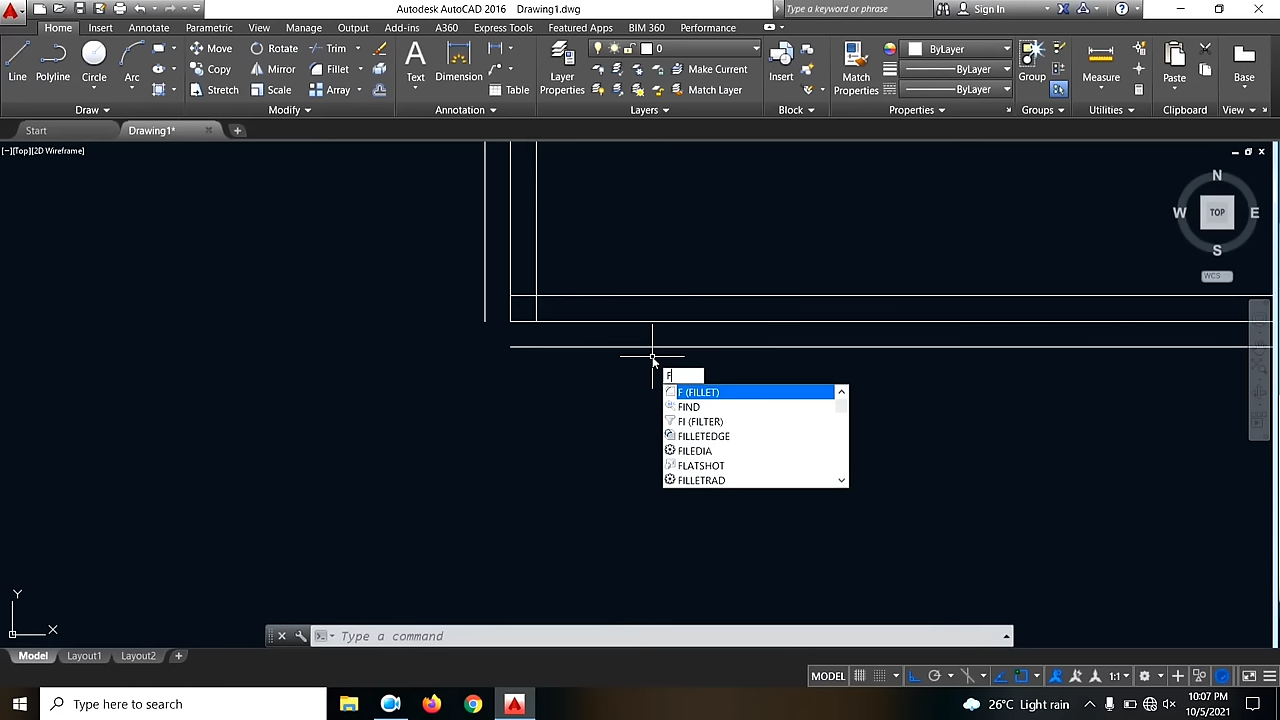 Autodesk AutoCAD 2016 Drawing1.dwg
Type a keyword or phrase
Sign In
Home Insert Annotate Parametric View Manage Output Add-ins A360 Express Tools Featured Apps BIM 360 Performance
Line Polyline Circle Arc
Move Rotate Trim
Copy Mirror Fillet
Stretch Scale Array
Text Dimension Table
Layer Properties
0
Make Current
Match Layer
Insert
Match Properties
ByLayer
ByLayer
ByLayer
Group
Measure
Paste
Base
Draw Modify Annotation Layers Block Properties Groups Utilities Clipboard View
Start Drawing1*
[−][Top][2D Wireframe]
N
W TOP E
S
WCS
F
F (FILLET)
FIND
FI (FILTER)
FILLETEDGE
FILEDIA
FLATSHOT
FILLETRAD
Y
X
Type a command
Model Layout1 Layout2
MODEL 1:1
Type here to search
26°C Light rain
10:07 PM
10/5/2021